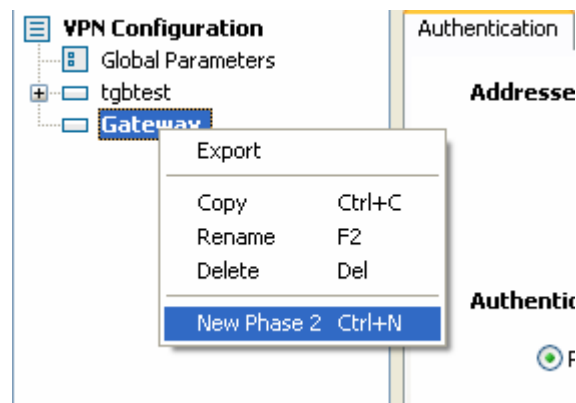 VPN Configuration
Authentication
Global Parameters
tgbtest
Addresse
Gateway
Export
Copy Ctrl+C
Rename F2
Delete Del
Authentic
New Phase 2 Ctrl+N